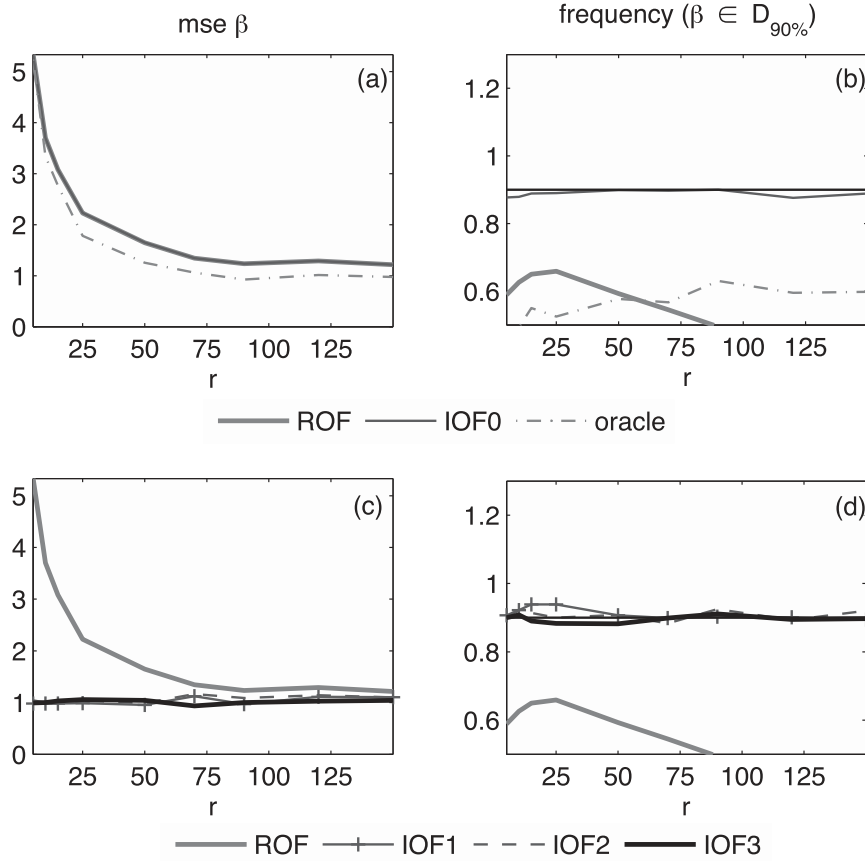 mse β
frequency (β ∈ D90%)
(a)
5
4
3
2
1
0
25 50 75 100 125
r
(b)
1.2
1
0.8
0.6
25 50 75 100 125
r
ROF IOF0 oracle
(c)
5
4
3
2
1
0
25 50 75 100 125
r
(d)
1.2
1
0.8
0.6
25 50 75 100 125
r
ROF IOF1 IOF2 IOF3